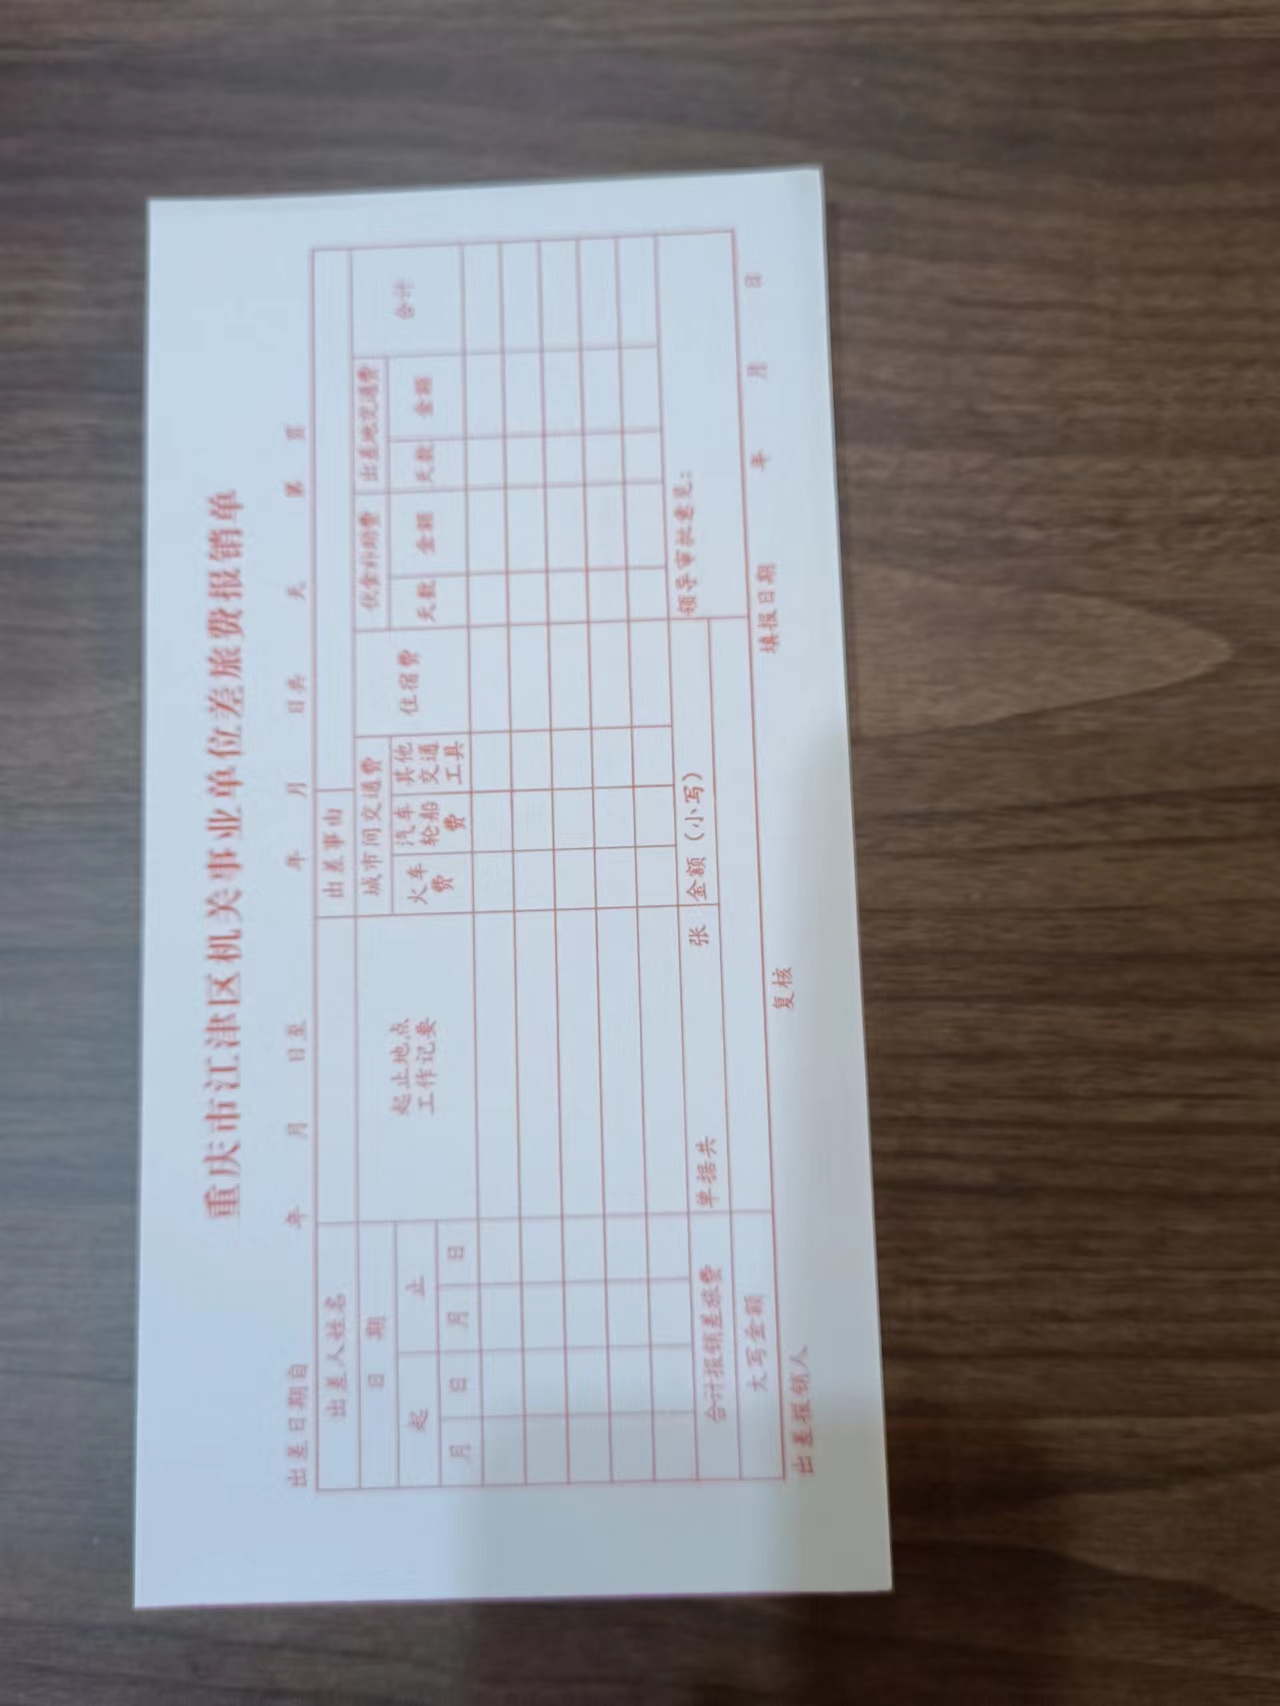 重庆市江津区机关事业单位差旅费报销单
出差日期自 年 月 日至 年 月 日共 天 第 页
出差人姓名 出差事由
日 期 起止地点 工作记要 城市间交通费 住宿费 伙食补助费 出差地交通费 合计
起 止 火车费 汽车轮船费 其他交通工具 天数 金额 天数 金额
月 日 月 日
合计报销差旅费 单据共 张 金额（小写） 领导审批意见：
大写金额
出差报销人 复核 填报日期 年 月 日